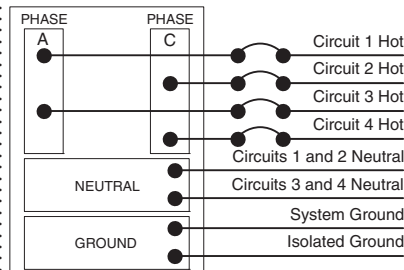 PHASE PHASE
A C
Circuit 1 Hot
Circuit 2 Hot
Circuit 3 Hot
Circuit 4 Hot
Circuits 1 and 2 Neutral
NEUTRAL
Circuits 3 and 4 Neutral
System Ground
GROUND
Isolated Ground